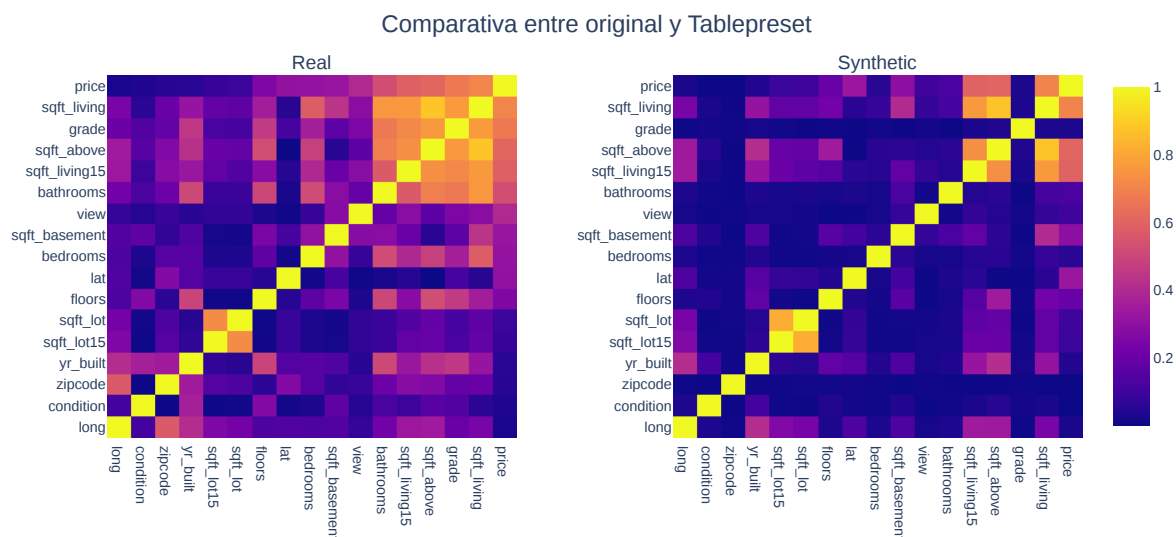 Comparativa entre original y Tablepreset
Real
Synthetic
price
sqft_living
grade
sqft_above
sqft_living15
bathrooms
view
sqft_basement
bedrooms
lat
floors
sqft_lot
sqft_lot15
yr_built
zipcode
condition
long
long
condition
zipcode
yr_built
sqft_lot15
sqft_lot
floors
lat
bedrooms
sqft_basemen
view
bathrooms
sqft_living15
sqft_above
grade
sqft_living
price
price
sqft_living
grade
sqft_above
sqft_living15
bathrooms
view
sqft_basement
bedrooms
lat
floors
sqft_lot
sqft_lot15
yr_built
zipcode
condition
long
long
condition
zipcode
yr_built
sqft_lot15
sqft_lot
floors
lat
bedrooms
sqft_basemen
view
bathrooms
sqft_living15
sqft_above
grade
sqft_living
price
1
0.8
0.6
0.4
0.2